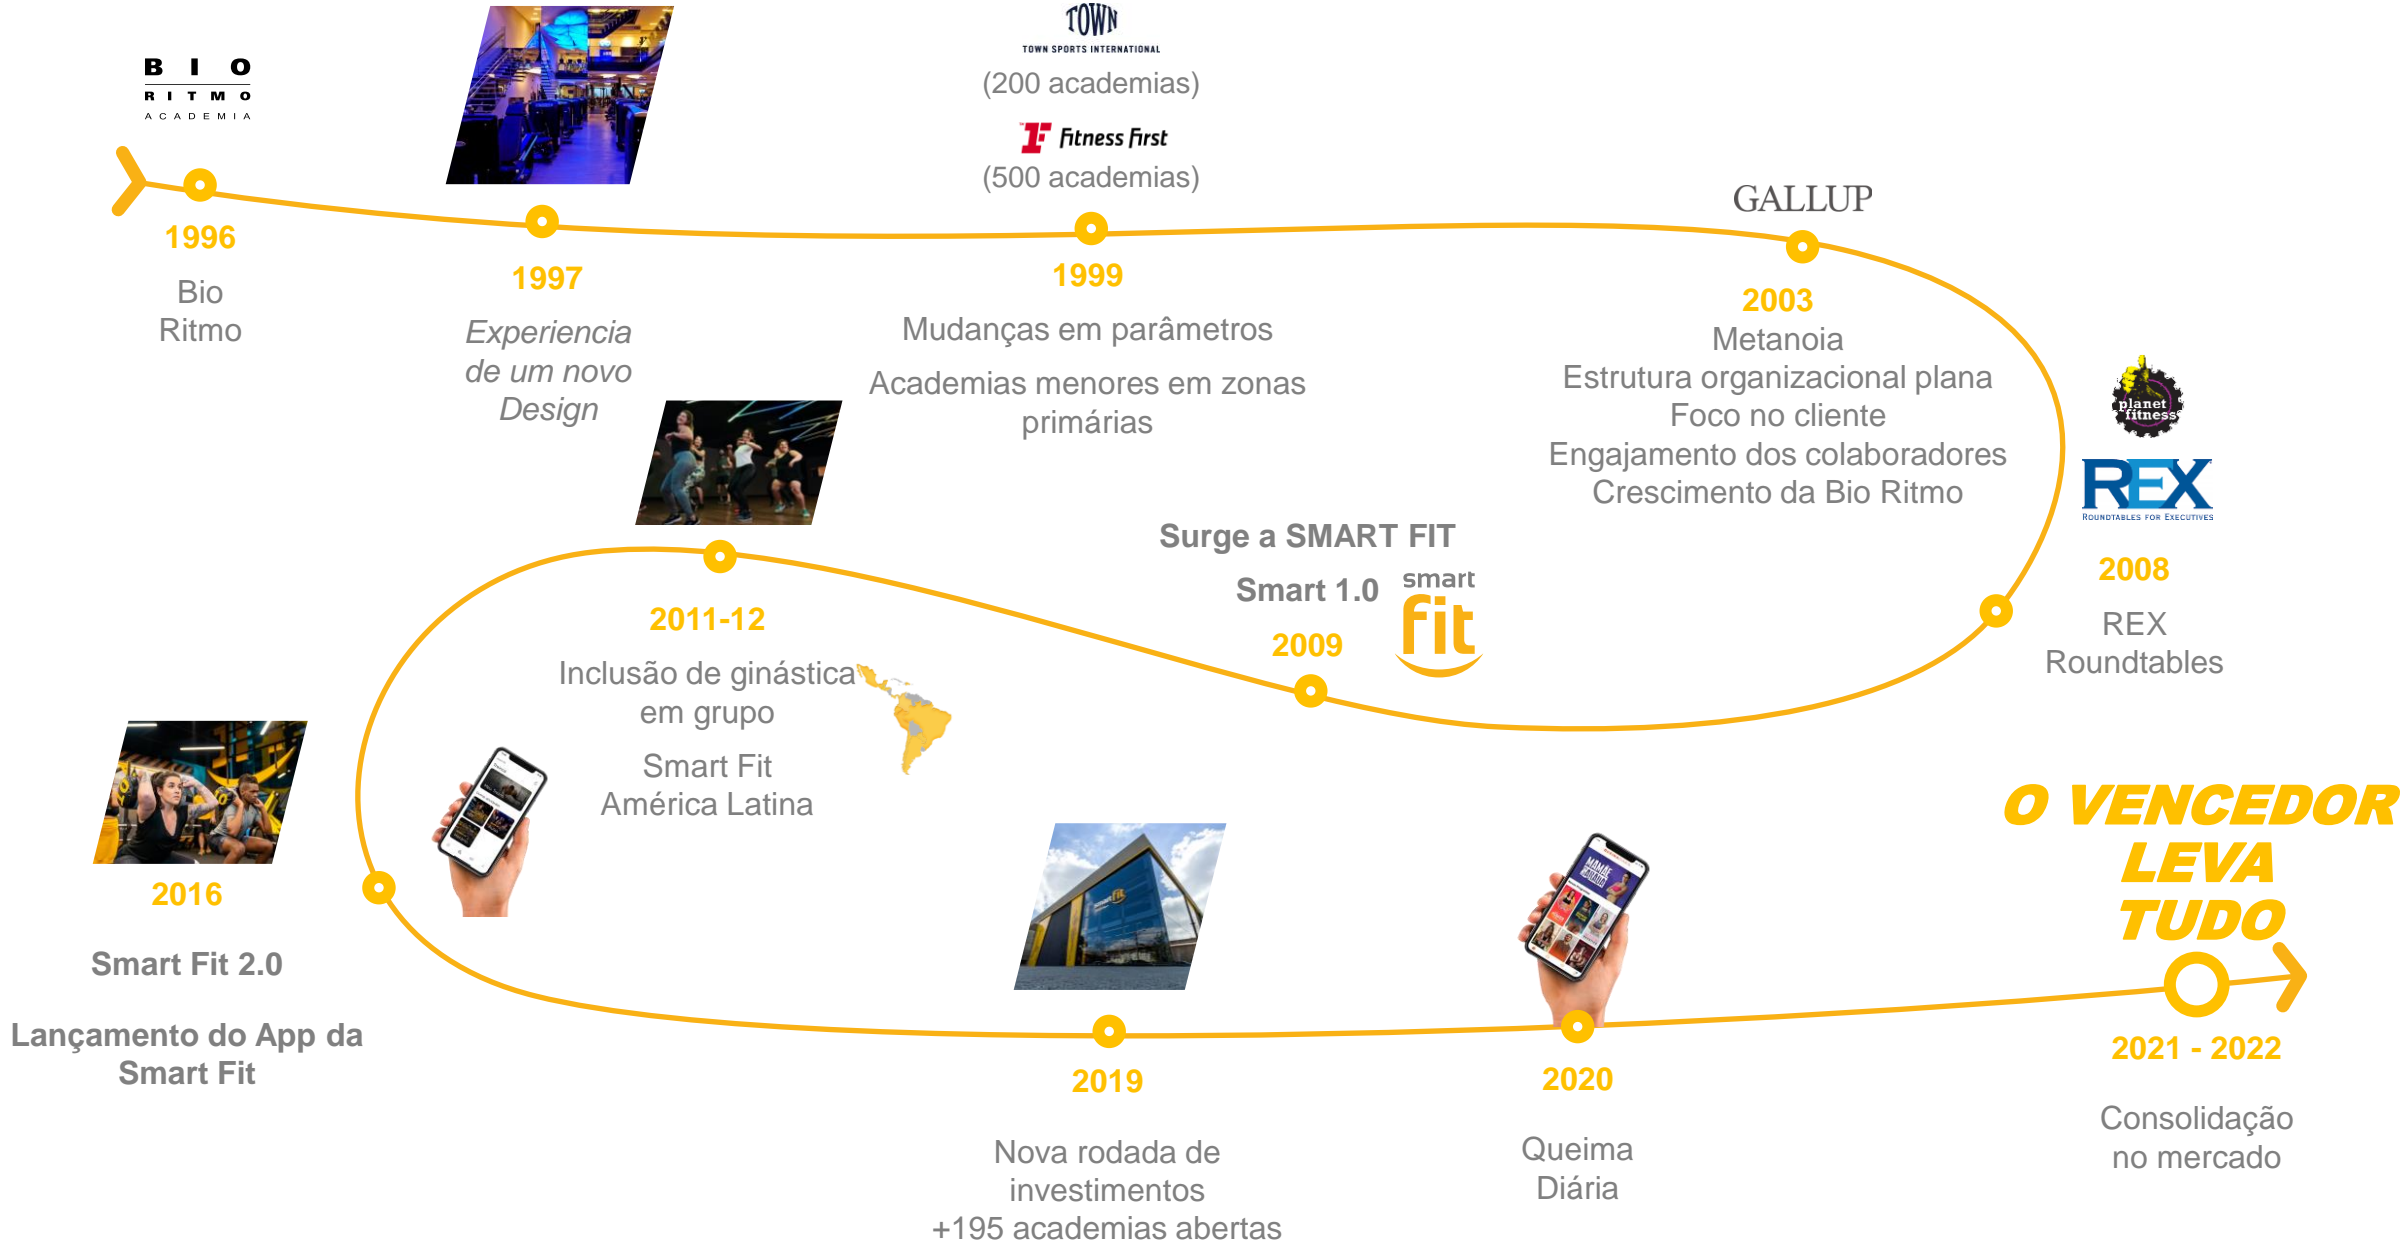 BIO
RITMO
ACADEMIA
1996
Bio
Ritmo
1997
Experiencia
de um novo
Design
TOWN
TOWN SPORTS INTERNATIONAL
(200 academias)
Fitness First
(500 academias)
1999
Mudanças em parâmetros
Academias menores em zonas
primárias
GALLUP
2003
Metanoia
Estrutura organizacional plana
Foco no cliente
Engajamento dos colaboradores
Crescimento da Bio Ritmo
planet
fitness
REX
ROUNDTABLES FOR EXECUTIVES
2008
REX
Roundtables
Surge a SMART FIT
Smart 1.0
smart
fit
2009
2011-12
Inclusão de ginástica
em grupo
Smart Fit
América Latina
2016
Smart Fit 2.0
Lançamento do App da
Smart Fit
2019
Nova rodada de
investimentos
+195 academias abertas
MAMÃE
2020
Queima
Diária
O VENCEDOR
LEVA
TUDO
2021 - 2022
Consolidação
no mercado